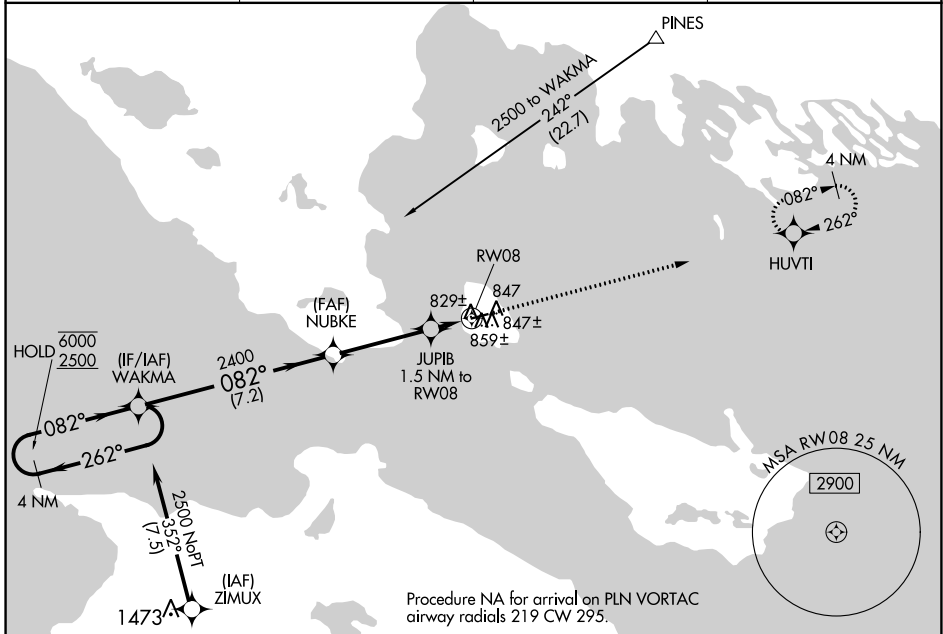 PINES
2500 to WAKMA
242°
(22.7)
4 NM
082°
262°
HUVTI
RW08
829±
847
847±
859±
(FAF)
NUBKE
JUPIB
1.5 NM to
RW08
HOLD
6000
2500
(IF/IAF)
WAKMA
2400
082°
(7.2)
082°
262°
4 NM
2500 NoPT
352°
(7.5)
(IAF)
ZIMUX
1473
MSA RW08 25 NM
2900
Procedure NA for arrival on PLN VORTAC
airway radials 219 CW 295.